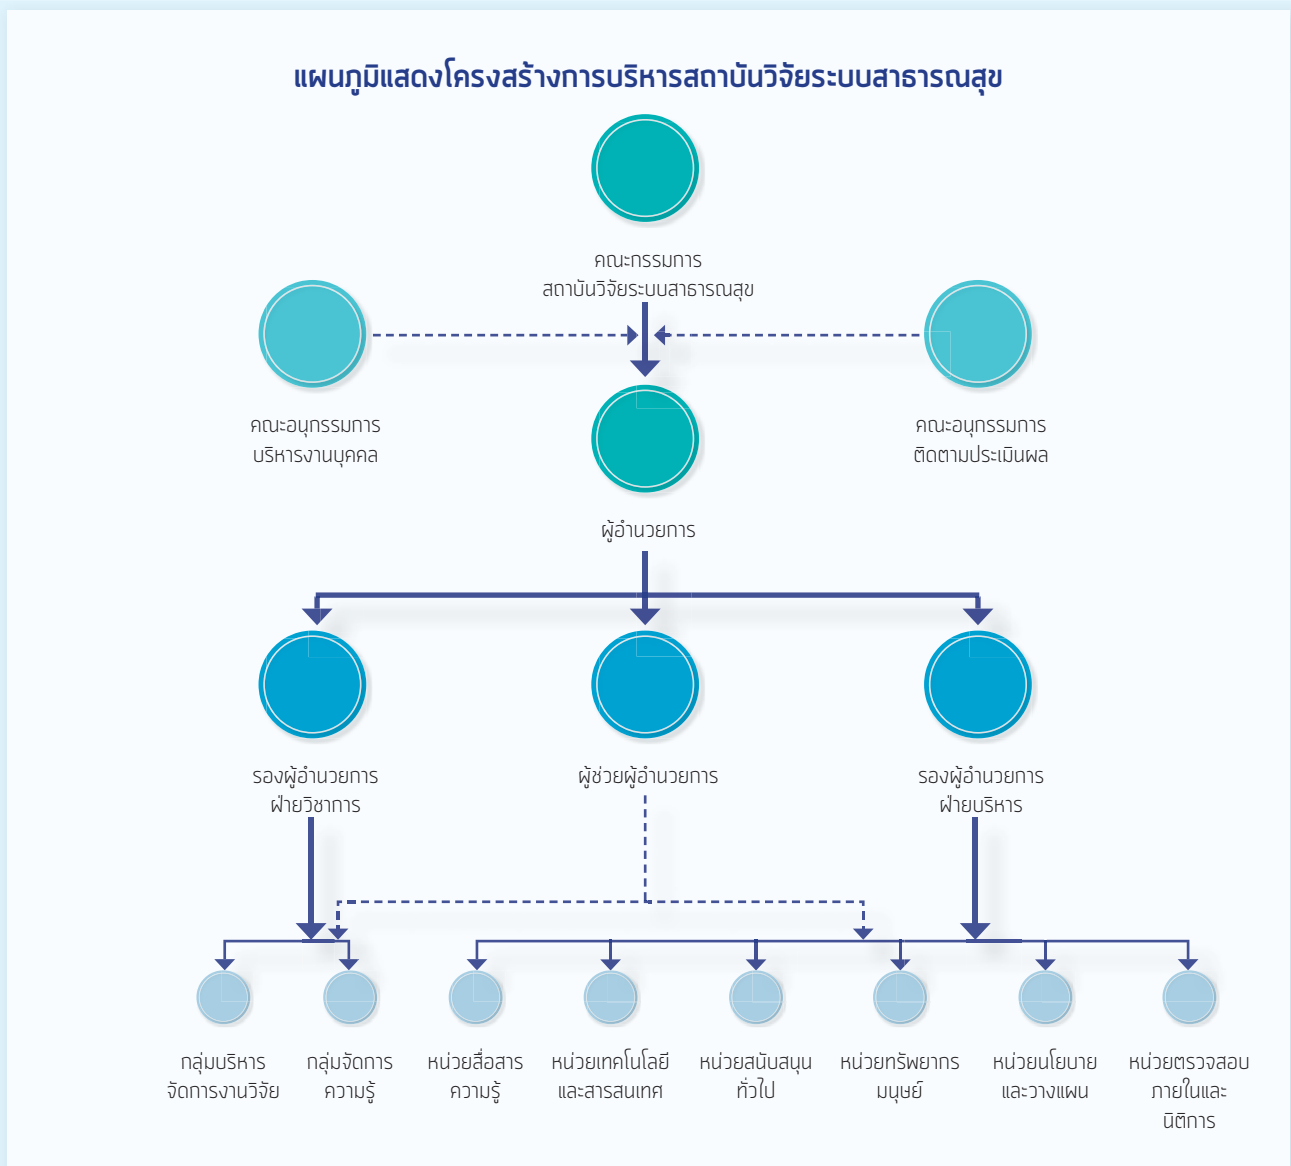 แผนภูมิแสดงโครงสร้างการบริหารสถาบันวิจัยระบบสาธารณสุข
คณะกรรมการ
สถาบันวิจัยระบบสาธารณสุข
คณะอนุกรรมการ
บริหารงานบุคคล
คณะอนุกรรมการ
ติดตามประเมินผล
ผู้อำนวยการ
รองผู้อำนวยการ
ฝ่ายวิชาการ
ผู้ช่วยผู้อำนวยการ
รองผู้อำนวยการ
ฝ่ายบริหาร
กลุ่มบริหาร
จัดการงานวิจัย
กลุ่มจัดการ
ความรู้
หน่วยสื่อสาร
ความรู้
หน่วยเทคโนโลยี
และสารสนเทศ
หน่วยสนับสนุน
ทั่วไป
หน่วยทรัพยากร
มนุษย์
หน่วยนโยบาย
และวางแผน
หน่วยตรวจสอบ
ภายในและ
นิติการ